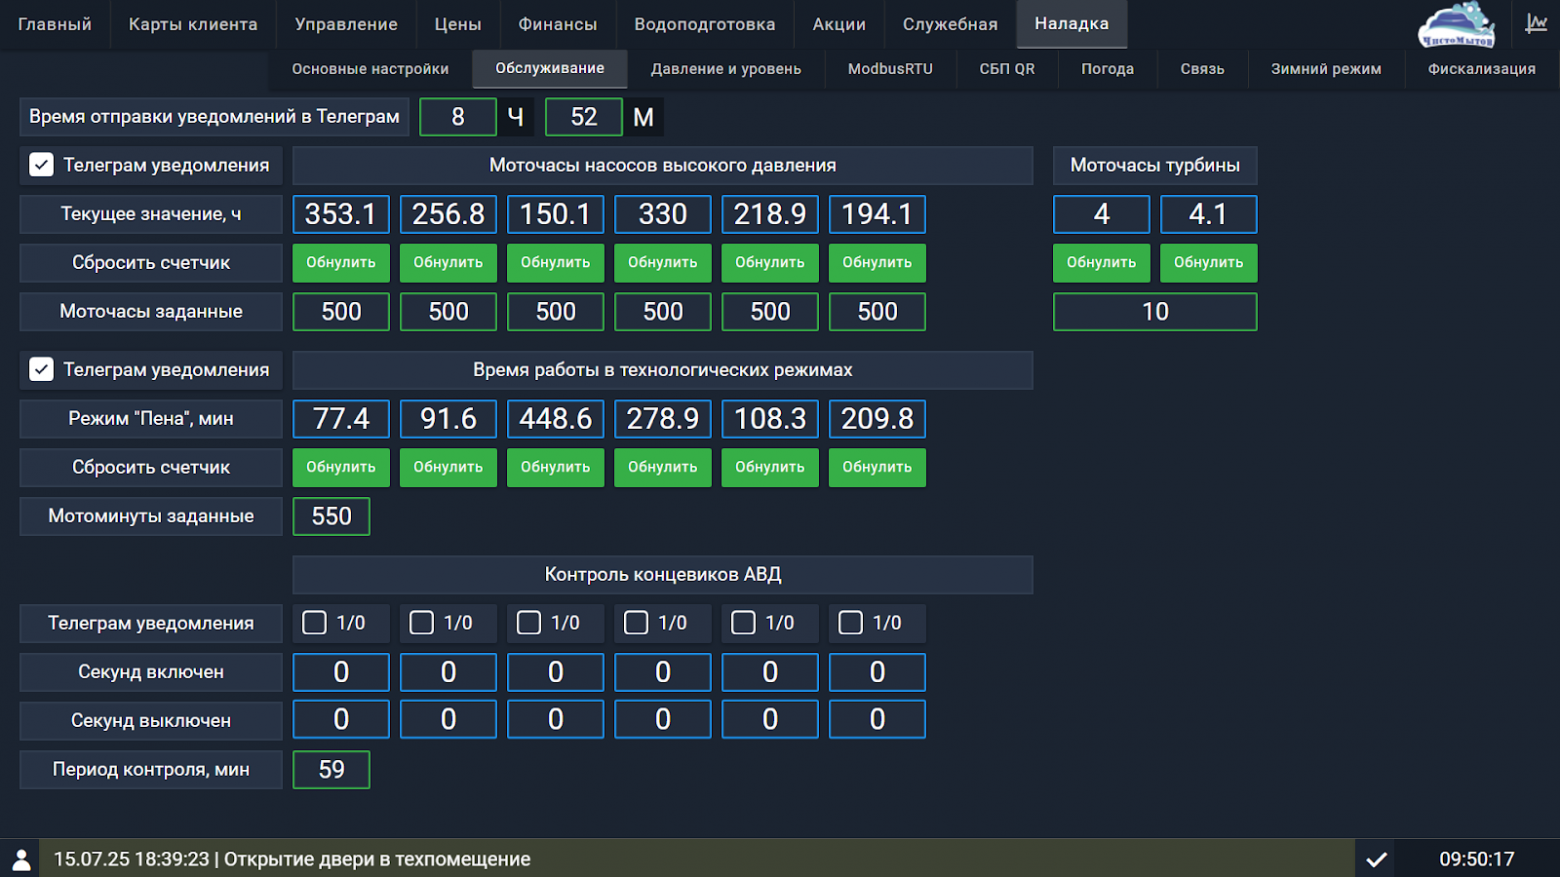 Главный Карты клиента Управление Цены Финансы Водоподготовка Акции Служебная Наладка ЧистоМытов
Основные настройки Обслуживание Давление и уровень ModbusRTU СБП QR Погода Связь Зимний режим Фискализация
Время отправки уведомлений в Телеграм 8 Ч 52 М
Телеграм уведомления Моточасы насосов высокого давления Моточасы турбины
Текущее значение, ч 353.1 256.8 150.1 330 218.9 194.1 4 4.1
Сбросить счетчик Обнулить Обнулить Обнулить Обнулить Обнулить Обнулить Обнулить Обнулить
Моточасы заданные 500 500 500 500 500 500 10
Телеграм уведомления Время работы в технологических режимах
Режим "Пена", мин 77.4 91.6 448.6 278.9 108.3 209.8
Сбросить счетчик Обнулить Обнулить Обнулить Обнулить Обнулить Обнулить
Мотоминуты заданные 550
Контроль концевиков АВД
Телеграм уведомления 1/0 1/0 1/0 1/0 1/0 1/0
Секунд включен 0 0 0 0 0 0
Секунд выключен 0 0 0 0 0 0
Период контроля, мин 59
15.07.25 18:39:23 | Открытие двери в техпомещение 09:50:17